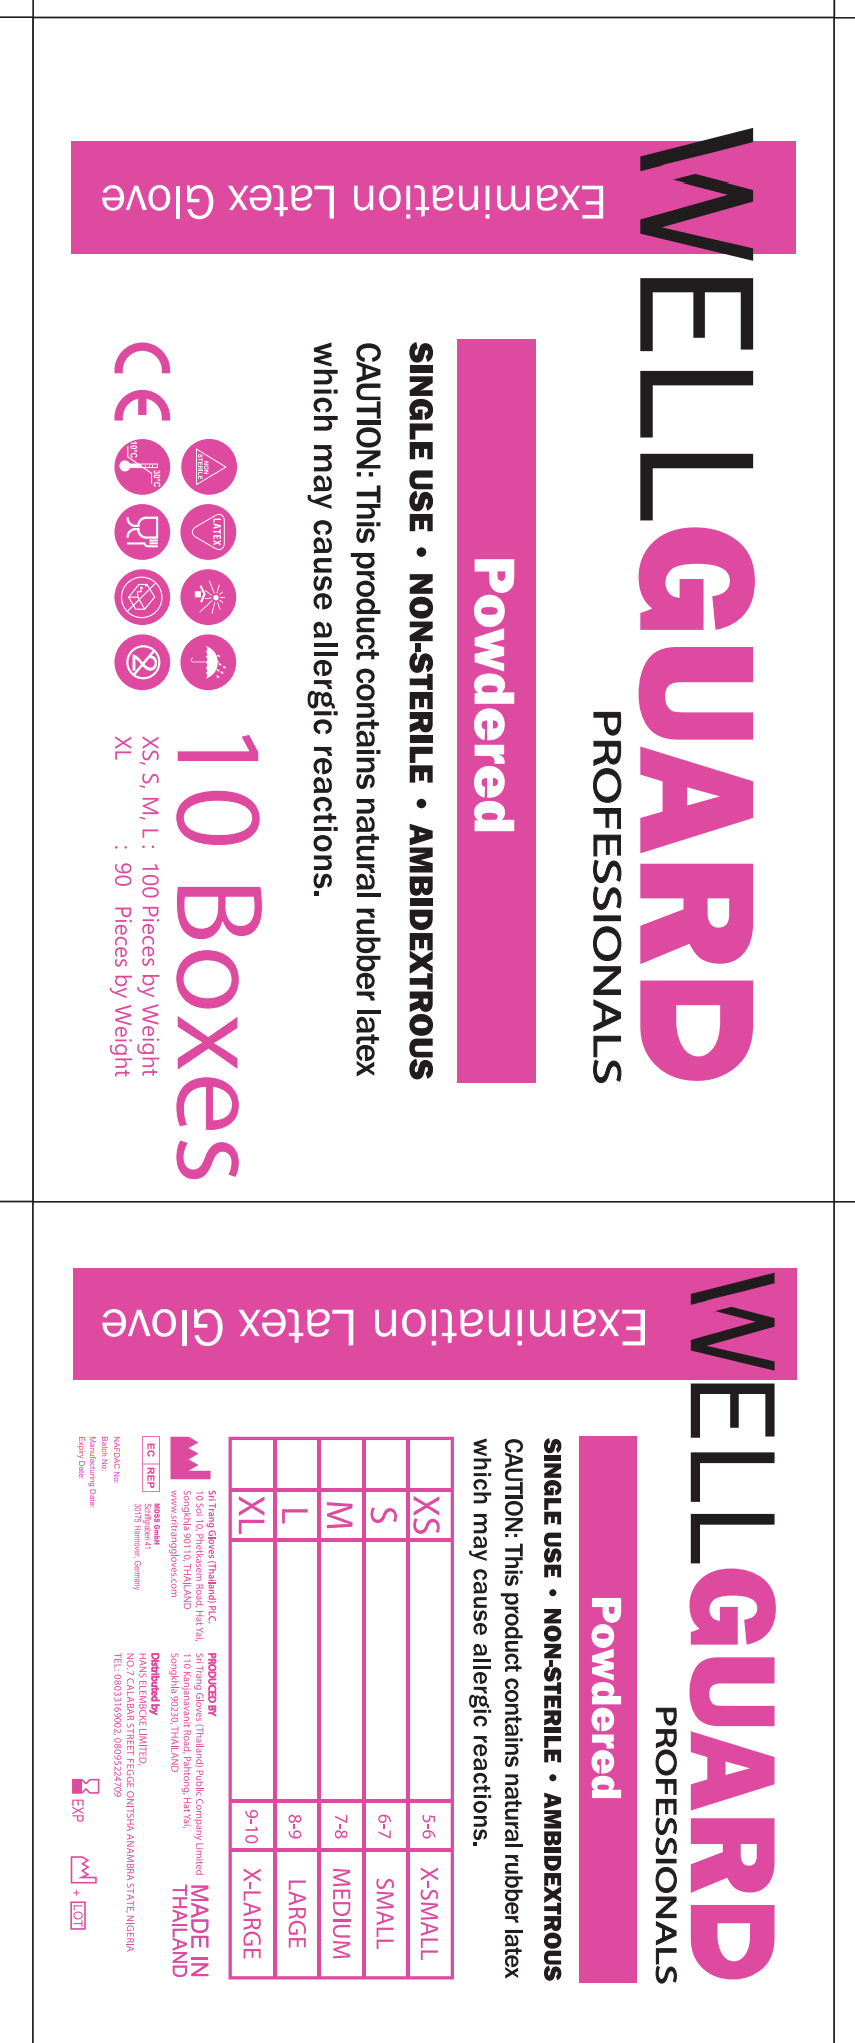 WELLGUARD
PROFESSIONALS
Examination Latex Glove
Powdered
SINGLE USE • NON-STERILE • AMBIDEXTROUS
CAUTION: This product contains natural rubber latex
which may cause allergic reactions.
CE
NON
STERILE
LATEX
10°C
30°C
2
10 Boxes
XS, S, M, L : 100 Pieces by Weight
XL : 90 Pieces by Weight
WELLGUARD
PROFESSIONALS
Examination Latex Glove
Powdered
SINGLE USE • NON-STERILE • AMBIDEXTROUS
CAUTION: This product contains natural rubber latex
which may cause allergic reactions.
XS 5-6 X-SMALL
S 6-7 SMALL
M 7-8 MEDIUM
L 8-9 LARGE
XL 9-10 X-LARGE
Sri Trang Gloves (Thailand) PLC.
10 Soi 10, Phetkasem Road, Hat Yai,
Songkhla 90110, THAILAND
www.sritranggloves.com
PRODUCED BY
Sri Trang Gloves (Thailand) Public Company Limited
110 Kanjanavanit Road, Pahtong, Hat Yai,
Songkhla 90230, THAILAND
MADE IN
THAILAND
EC REP
MDSS GmbH
Schiffgraben 41
30175 Hannover, Germany
Distributed by
HANS ELEMBCKE LIMITED,
NO.7 CALABAR STREET FEGGE ONITSHA ANAMBRA STATE, NIGERIA
TEL: 08033169002, 08095224709
NAFDAC No:
Batch No:
Manufacturing Date:
Expiry Date:
EXP
+ LOT